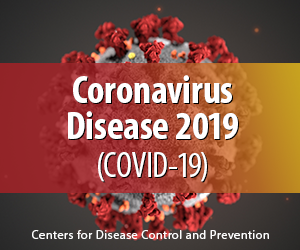 Coronavirus
Disease 2019
(COVID-19)
Centers for Disease Control and Prevention